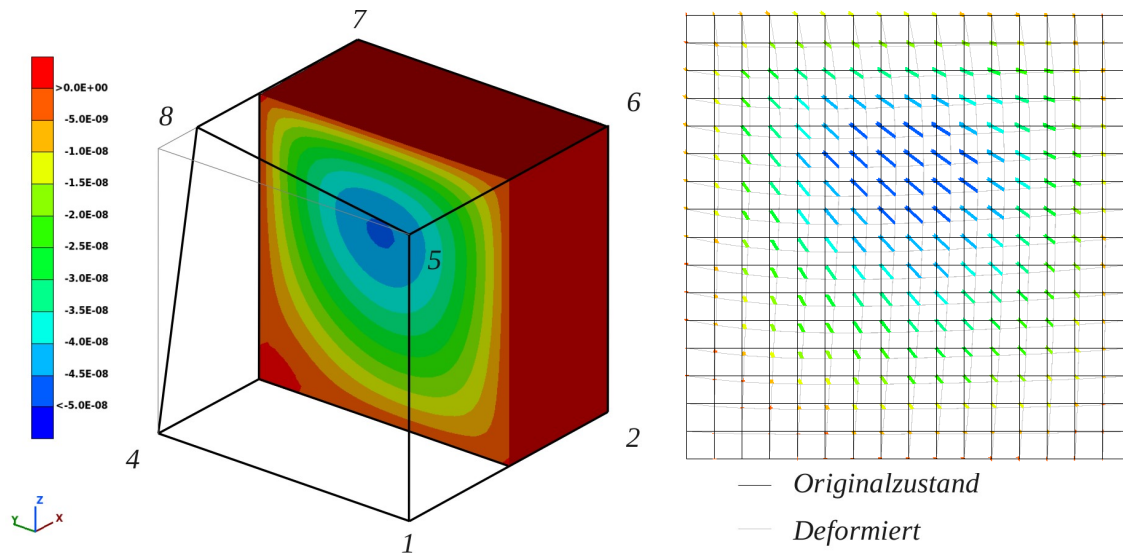 7
6
8
5
2
4
1
>0.0E+00
-5.0E-09
-1.0E-08
-1.5E-08
-2.0E-08
-2.5E-08
-3.0E-08
-3.5E-08
-4.0E-08
-4.5E-08
<-5.0E-08
Z
Y
X
Originalzustand
Deformiert